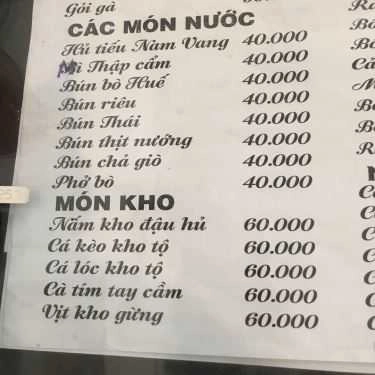 Gỏi gà
CÁC MÓN NƯỚC
Hủ tiếu Nam Vang 40.000
Mì Thập cẩm 40.000
Bún bò Huế 40.000
Bún riêu 40.000
Bún Thái 40.000
Bún thịt nướng 40.000
Bún chả giò 40.000
Phở bò 40.000
MÓN KHO
Nấm kho đậu hủ 60.000
Cá kèo kho tộ 60.000
Cá lóc kho tộ 60.000
Cà tím tay cầm 60.000
Vịt kho gừng 60.000